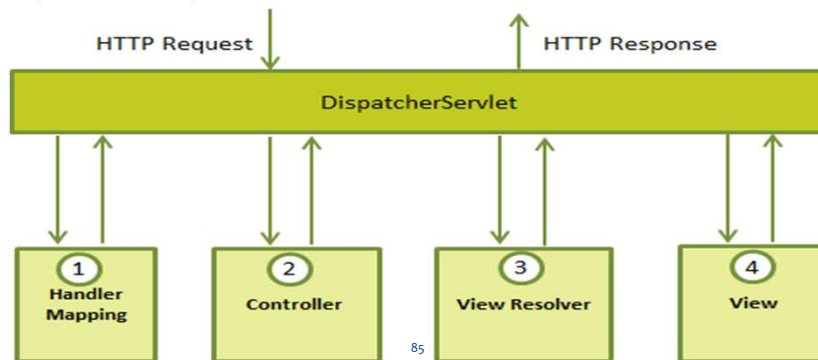 HTTP Request
HTTP Response
DispatcherServlet
1
Handler
Mapping
2
Controller
3
View Resolver
4
View
85